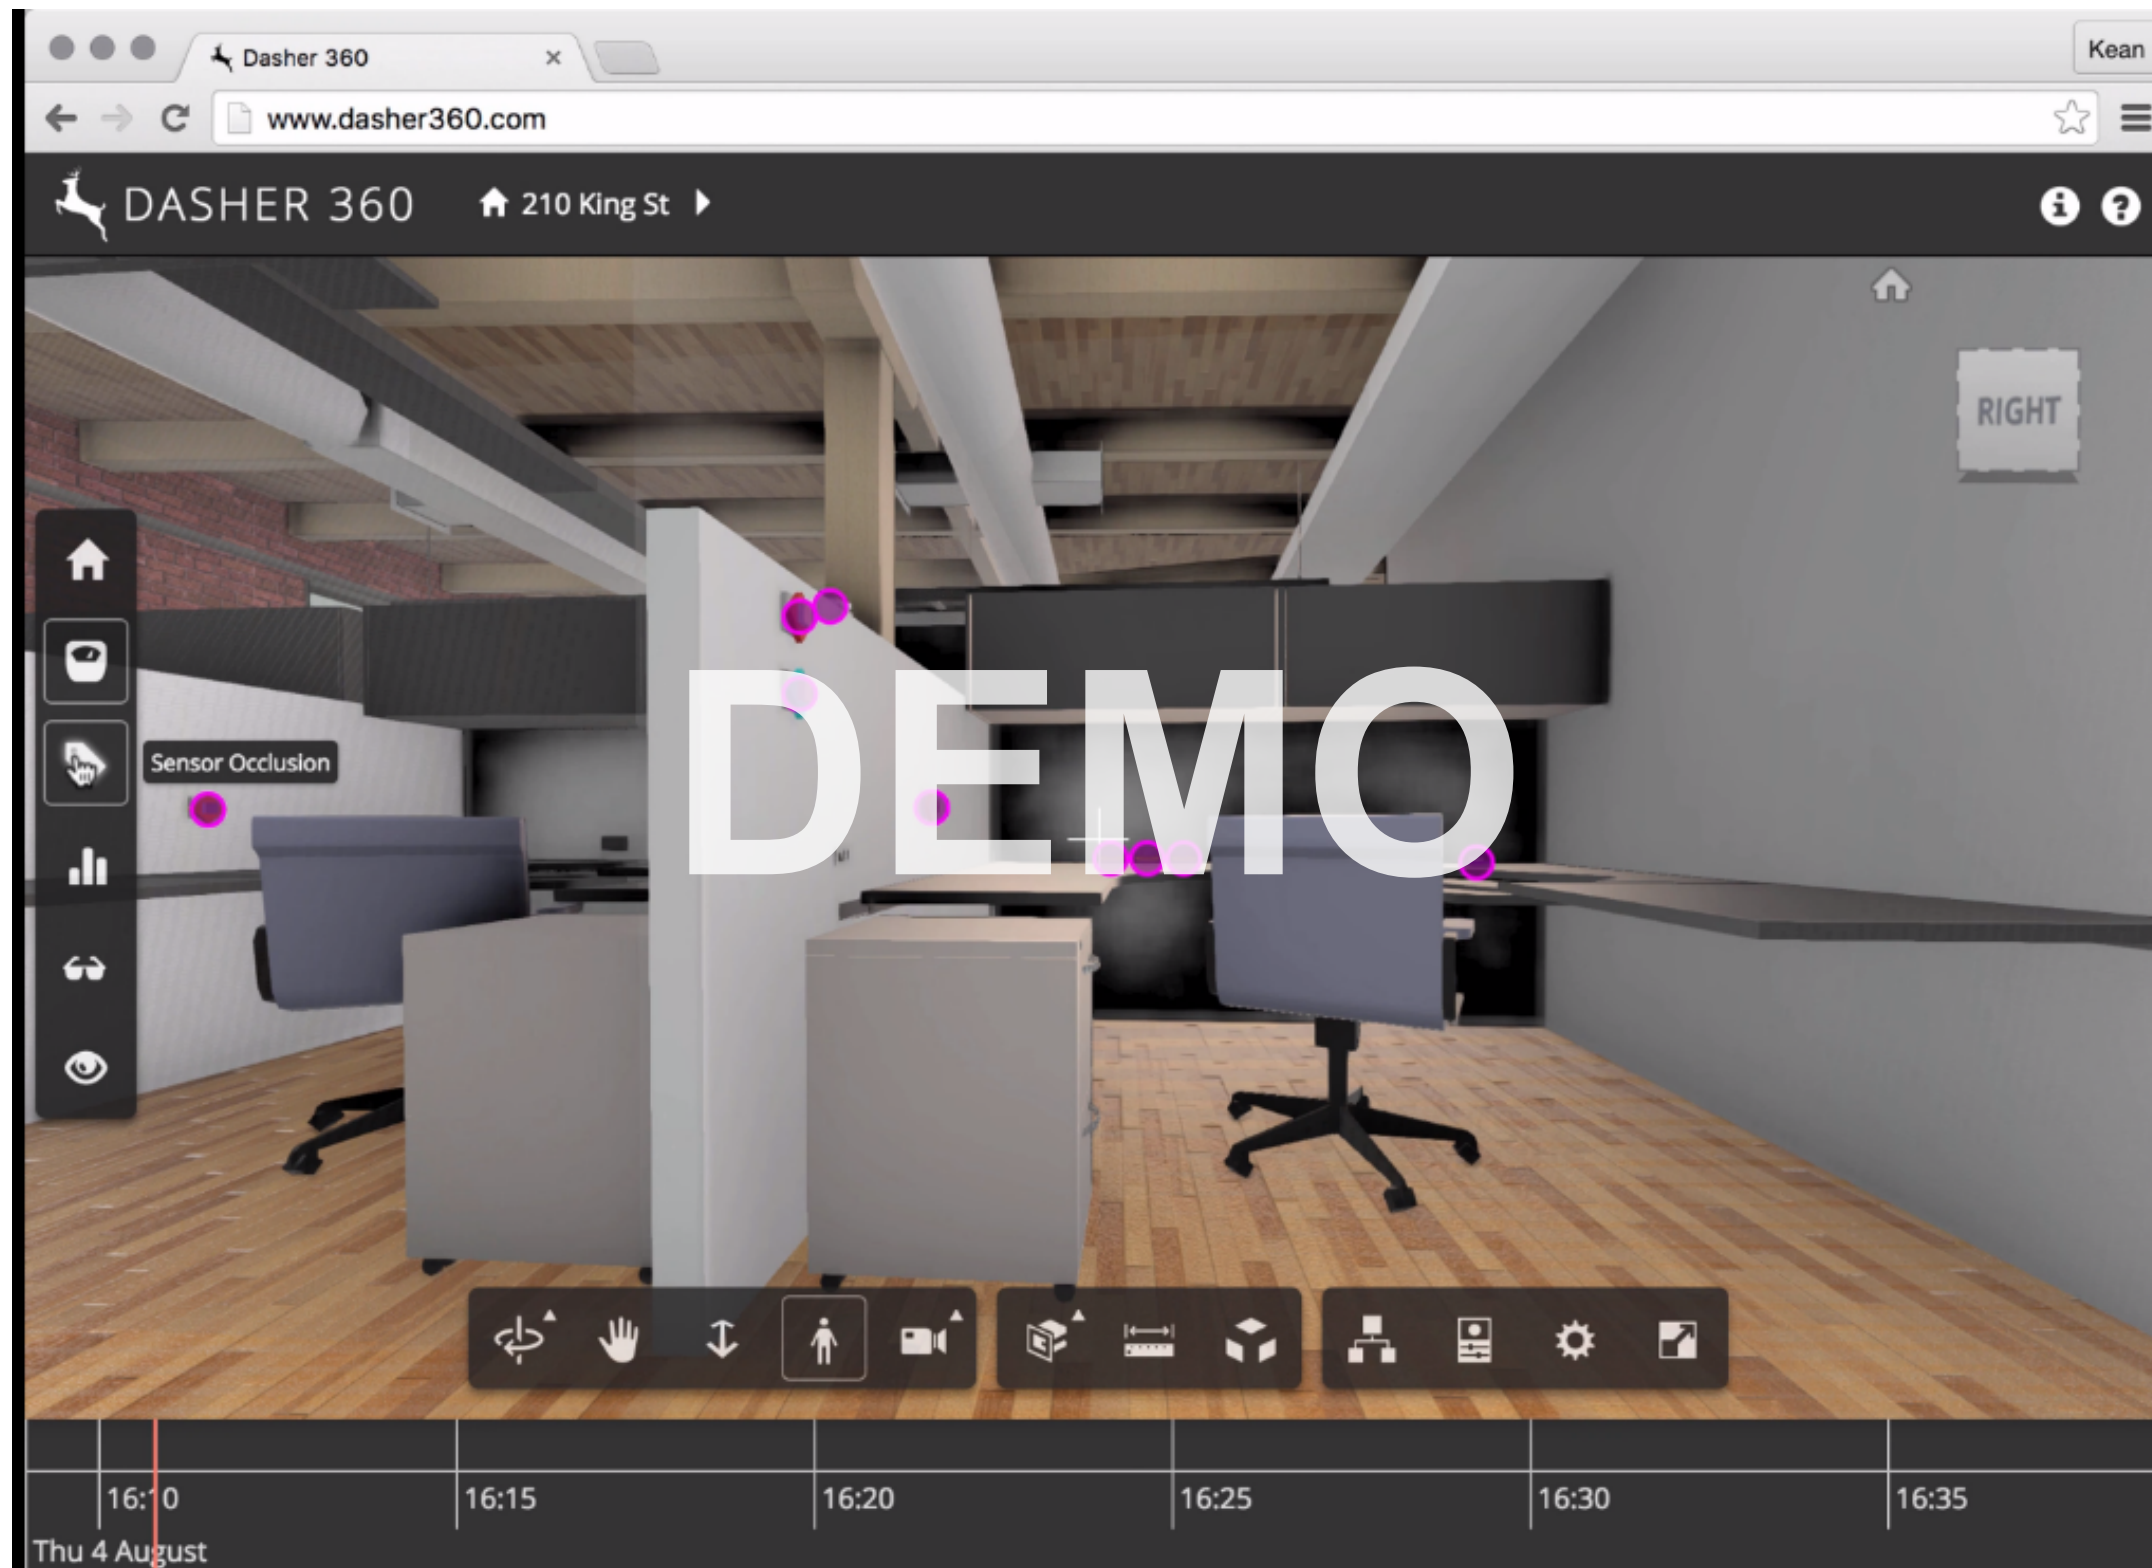 Dasher 360
Kean
www.dasher360.com
DASHER 360
210 King St
RIGHT
Sensor Occlusion
DEMO
16:10
16:15
16:20
16:25
16:30
16:35
Thu 4 August